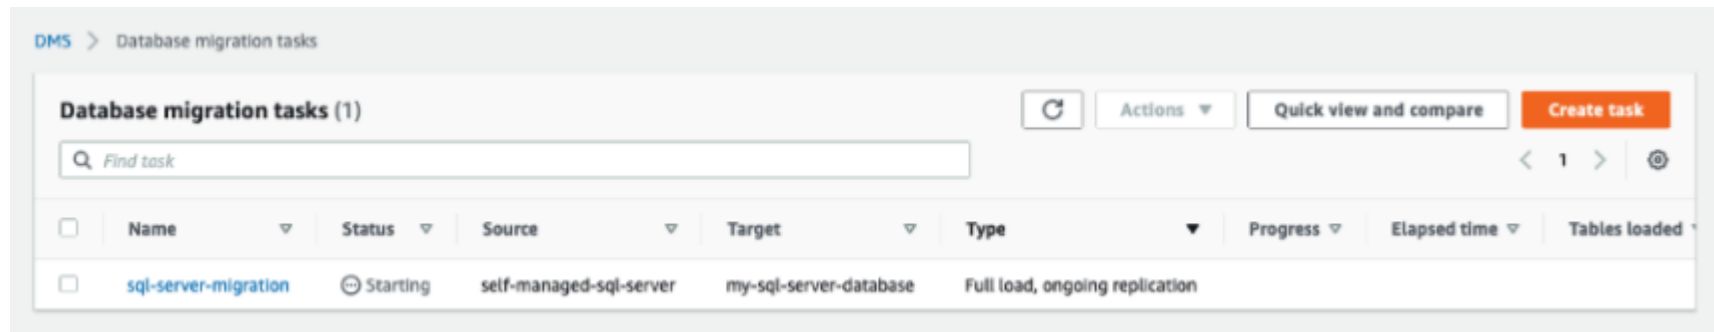 DMS > Database migration tasks
Database migration tasks (1)
Actions Quick view and compare Create task
Find task
< 1 >
Name Status Source Target Type Progress Elapsed time Tables loaded
sql-server-migration Starting self-managed-sql-server my-sql-server-database Full load, ongoing replication